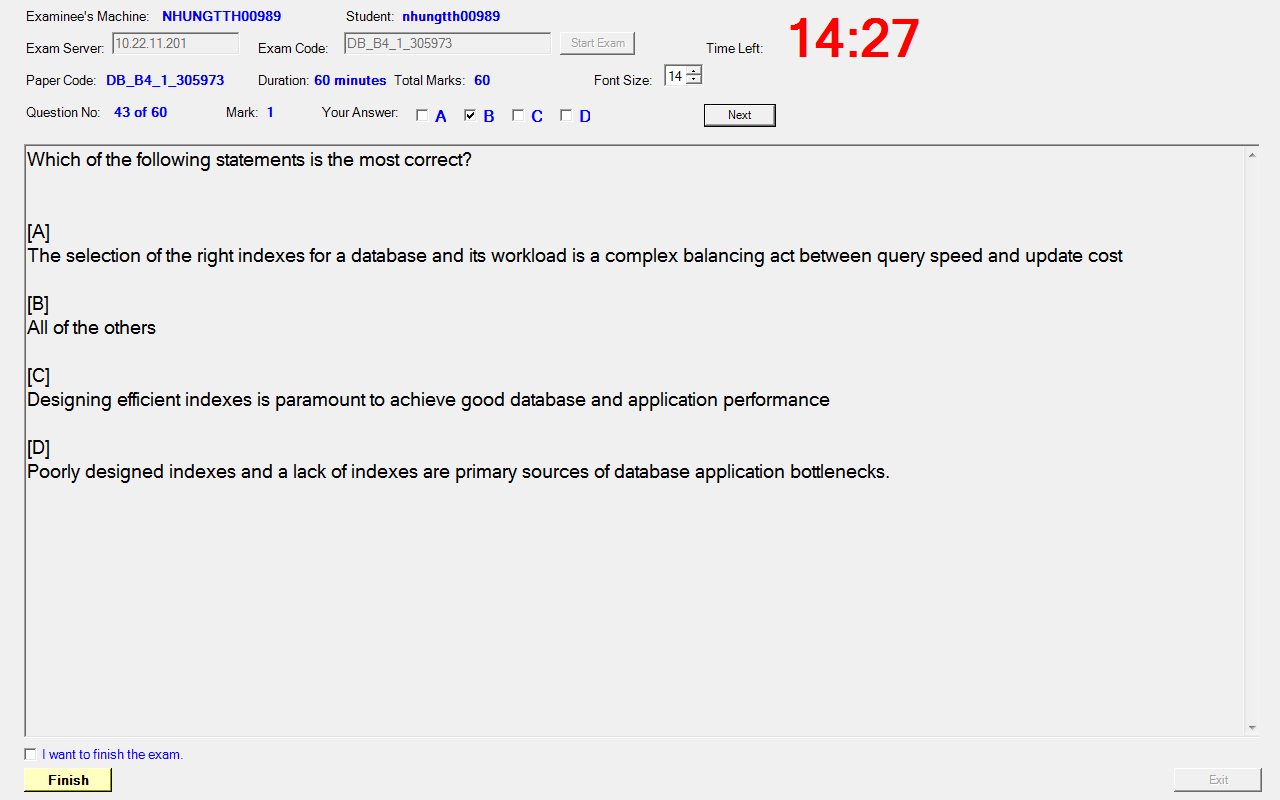 Examinee's Machine: NHUNGTTH00989 Student: nhungtth00989
Exam Server: 10.22.11.201 Exam Code: DB_B4_1_305973 Start Exam Time Left: 14:27
Paper Code: DB_B4_1_305973 Duration: 60 minutes Total Marks: 60 Font Size: 14
Question No: 43 of 60 Mark: 1 Your Answer: A B C D Next
Which of the following statements is the most correct?
[A]
The selection of the right indexes for a database and its workload is a complex balancing act between query speed and update cost
[B]
All of the others
[C]
Designing efficient indexes is paramount to achieve good database and application performance
[D]
Poorly designed indexes and a lack of indexes are primary sources of database application bottlenecks.
I want to finish the exam.
Finish Exit